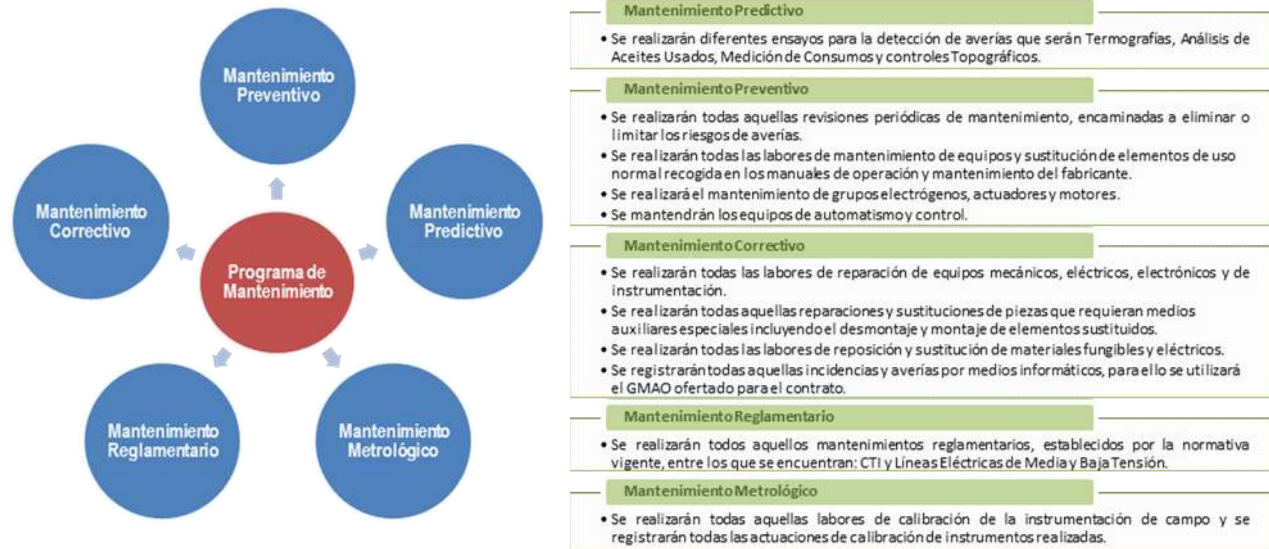 Mantenimiento
Preventivo
Mantenimiento
Correctivo
Mantenimiento
Predictivo
Programa de
Mantenimiento
Mantenimiento
Reglamentario
Mantenimiento
Metrológico
Mantenimiento Predictivo
• Se realizarán diferentes ensayos para la detección de averías que serán Termografías, Análisis de
Aceites Usados, Medición de Consumos y controles Topográficos.
Mantenimiento Preventivo
• Se realizarán todas aquellas revisiones periódicas de mantenimiento, encaminadas a eliminar o
limitar los riesgos de averías.
• Se realizarán todas las labores de mantenimiento de equipos y sustitución de elementos de uso
normal recogida en los manuales de operación y mantenimiento del fabricante.
• Se realizará el mantenimiento de grupos electrógenos, actuadores y motores.
• Se mantendrán los equipos de automatismo y control.
Mantenimiento Correctivo
• Se realizarán todas las labores de reparación de equipos mecánicos, eléctricos, electrónicos y de
instrumentación.
• Se realizarán todas aquellas reparaciones y sustituciones de piezas que requieran medios
auxiliares especiales incluyendo el desmontaje y montaje de elementos sustituidos.
• Se realizarán todas las labores de reposición y sustitución de materiales fungibles y eléctricos.
• Se registrarán todas aquellas incidencias y averías por medios informáticos, para ello se utilizará
el GMAO ofertado para el contrato.
Mantenimiento Reglamentario
• Se realizarán todos aquellos mantenimientos reglamentarios, establecidos por la normativa
vigente, entre los que se encuentran: CTI y Líneas Eléctricas de Media y Baja Tensión.
Mantenimiento Metrológico
• Se realizarán todas aquellas labores de calibración de la instrumentación de campo y se
registrarán todas las actuaciones de calibración de instrumentos realizadas.